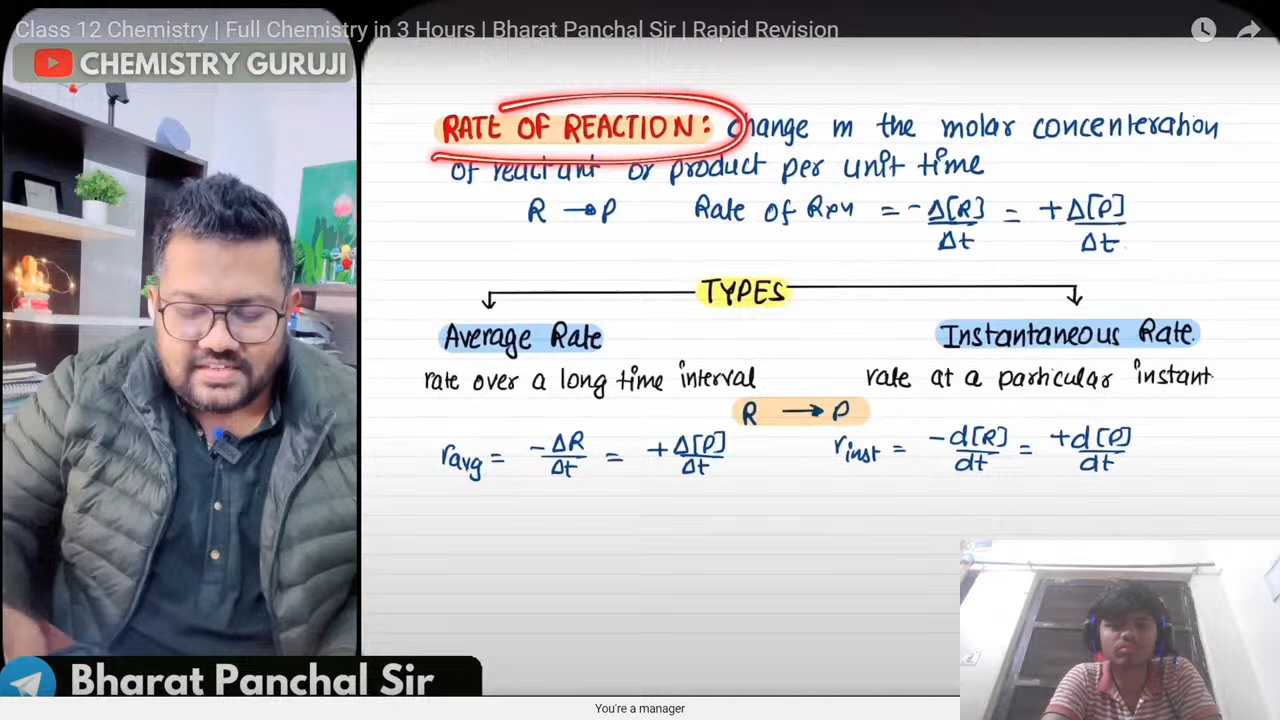 Class 12 Chemistry | Full Chemistry in 3 Hours | Bharat Panchal Sir | Rapid Revision
CHEMISTRY GURUJI
RATE OF REACTION: change in the molar concenteration
of reactant or product per unit time
R → P Rate of Rxn = -Δ[R]/Δt = +Δ[P]/Δt
TYPES
Average Rate Instantaneous Rate
rate over a long time interval rate at a particular instant
R → P
ravg = -ΔR/Δt = +Δ[P]/Δt rinst = -d[R]/dt = +d[P]/dt
Bharat Panchal Sir
You're a manager